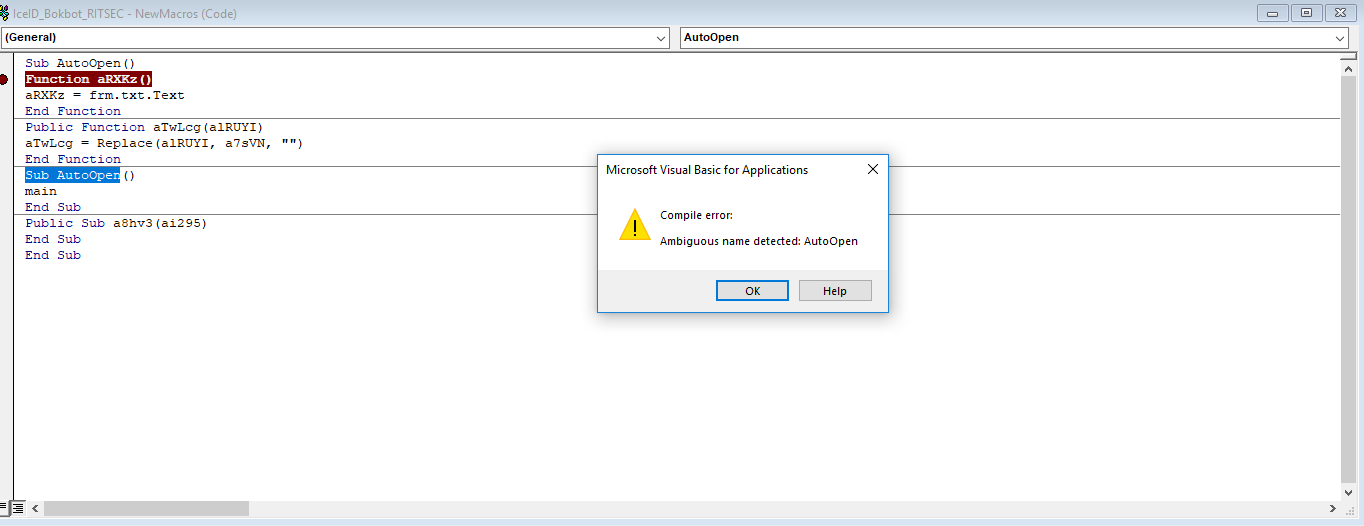 IceID_Bokbot_RITSEC - NewMacros (Code)
(General)
AutoOpen
Sub AutoOpen()
Function aRXKz()
aRXKz = frm.txt.Text
End Function
Public Function aTwLcg(alRUYI)
aTwLcg = Replace(alRUYI, a7sVN, "")
End Function
Sub AutoOpen()
main
End Sub
Public Sub a8hv3(ai295)
End Sub
End Sub
Microsoft Visual Basic for Applications
Compile error:
Ambiguous name detected: AutoOpen
OK
Help